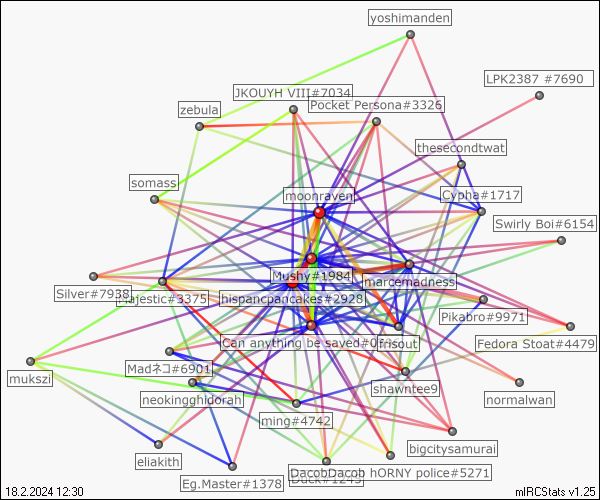 yoshimanden
LPK2387 #7690
JKOUYH VIII#7034
Pocket Persona#3326
zebula
thesecondtwat
somass
moonraven
Cypha#1717
Swirly Boi#6154
Mushy#1984
marcemadness
Silver#7938
Majestic#3375
hispancpancakes#2928
Pikabro#9971
Can anything be saved#0
frisout
Fedora Stoat#4479
Madネコ#6901
mukszi
shawntee9
neokingghidorah
normalwan
ming#4742
bigcitysamurai
eliakith
DacobDacob
hORNY police#5271
Eg.Master#1378
Duck#1245
18.2.2024 12:30
mIRCStats v1.25